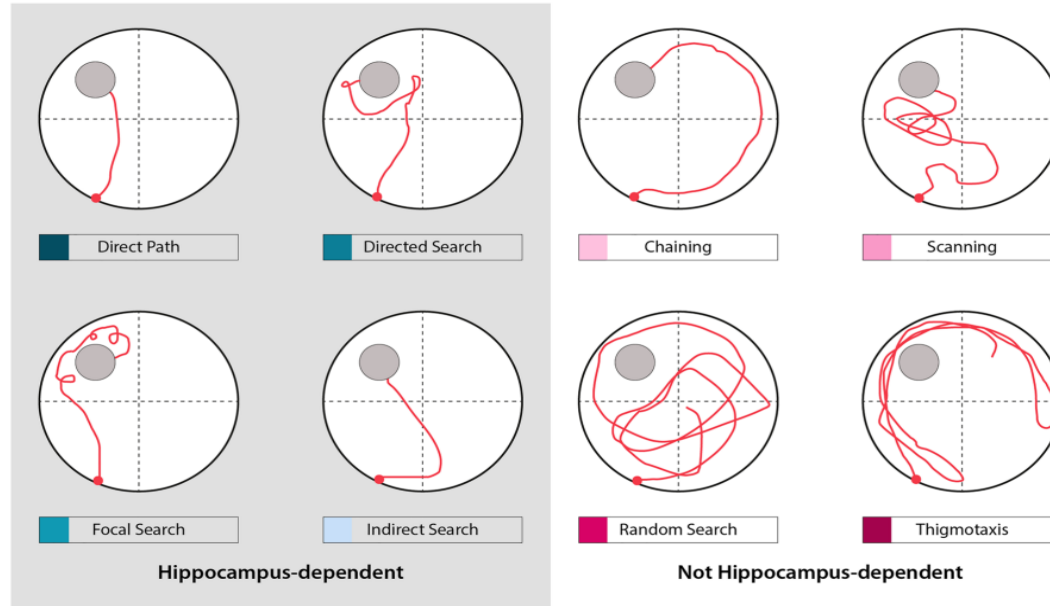 Direct Path
Directed Search
Chaining
Scanning
Focal Search
Indirect Search
Random Search
Thigmotaxis
Hippocampus-dependent
Not Hippocampus-dependent